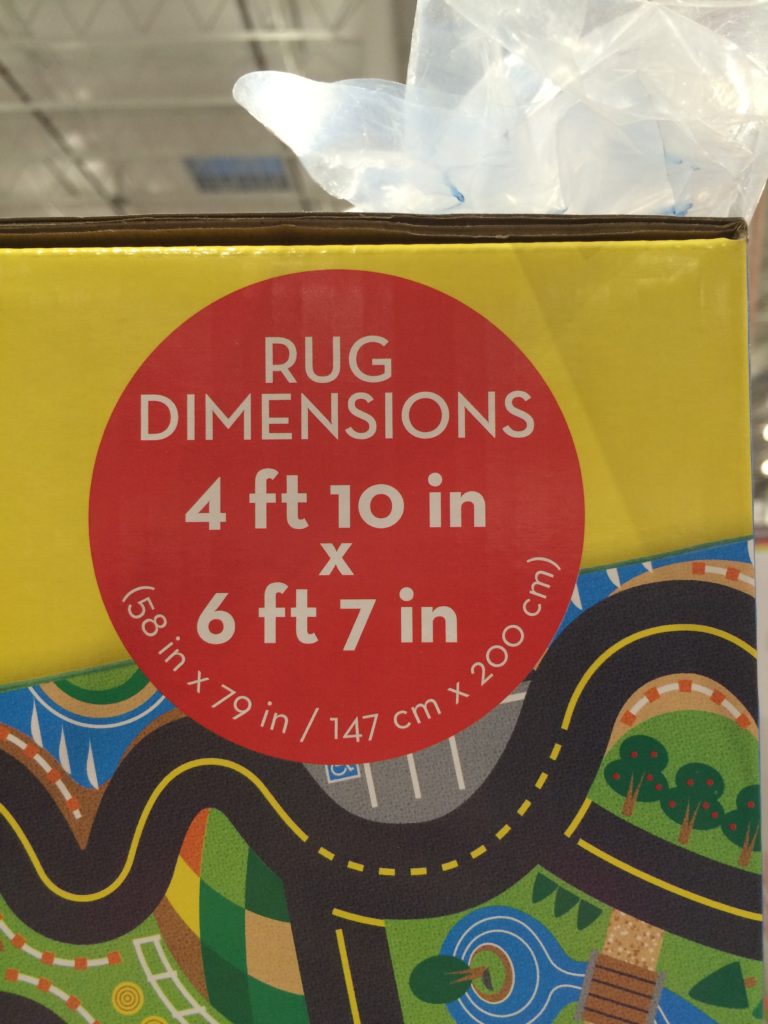 RUG
DIMENSIONS
4 ft 10 in
x
6 ft 7 in
(58 in x 79 in / 147 cm x 200 cm)